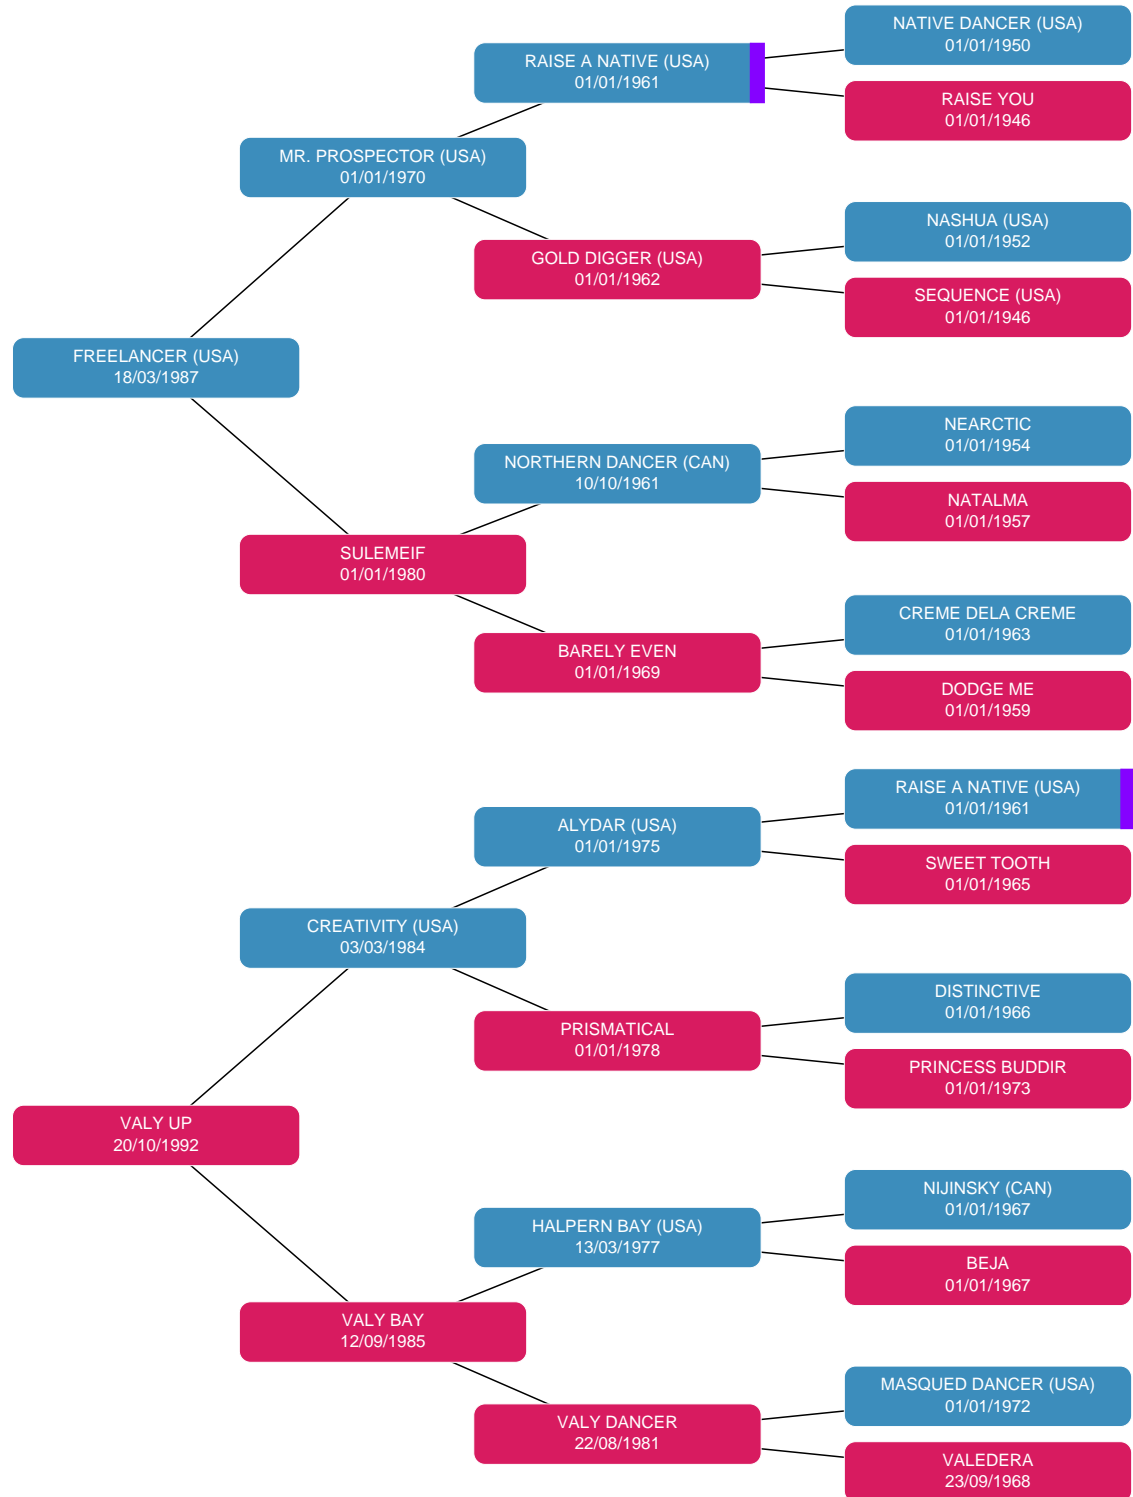 NATIVE DANCER (USA)
01/01/1950
RAISE A NATIVE (USA)
01/01/1961
RAISE YOU
01/01/1946
MR. PROSPECTOR (USA)
01/01/1970
NASHUA (USA)
01/01/1952
GOLD DIGGER (USA)
01/01/1962
SEQUENCE (USA)
01/01/1946
FREELANCER (USA)
18/03/1987
NEARCTIC
01/01/1954
NORTHERN DANCER (CAN)
10/10/1961
NATALMA
01/01/1957
SULEMEIF
01/01/1980
CREME DELA CREME
01/01/1963
BARELY EVEN
01/01/1969
DODGE ME
01/01/1959
RAISE A NATIVE (USA)
01/01/1961
ALYDAR (USA)
01/01/1975
SWEET TOOTH
01/01/1965
CREATIVITY (USA)
03/03/1984
DISTINCTIVE
01/01/1966
PRISMATICAL
01/01/1978
PRINCESS BUDDIR
01/01/1973
VALY UP
20/10/1992
NIJINSKY (CAN)
01/01/1967
HALPERN BAY (USA)
13/03/1977
BEJA
01/01/1967
VALY BAY
12/09/1985
MASQUED DANCER (USA)
01/01/1972
VALY DANCER
22/08/1981
VALEDERA
23/09/1968